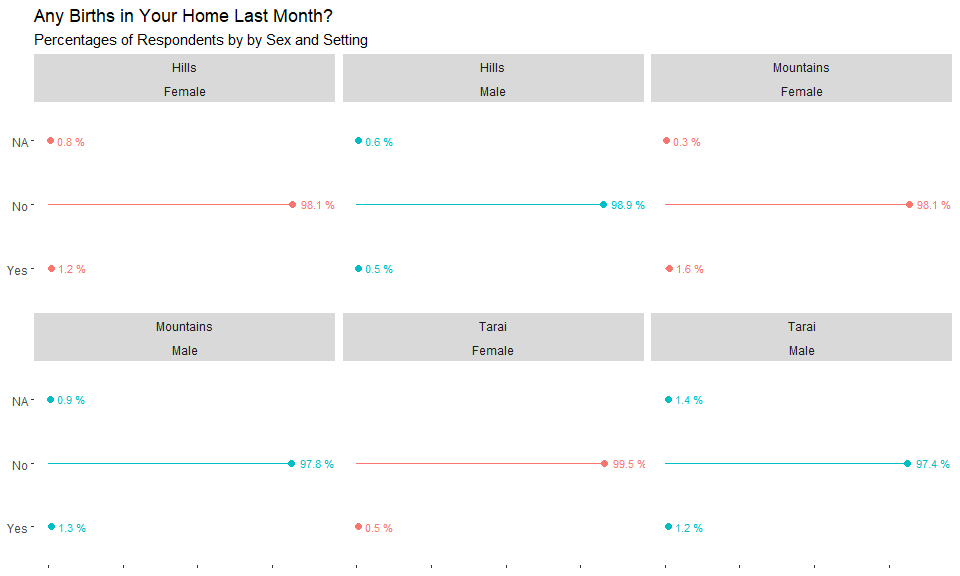 Any Births in Your Home Last Month?
Percentages of Respondents by by Sex and Setting
Hills Hills Mountains
Female Male Female
NA 0.8 % 0.6 % 0.3 %
No 98.1 % 98.9 % 98.1 %
Yes 1.2 % 0.5 % 1.6 %
Mountains Tarai Tarai
Male Female Male
NA 0.9 % 1.4 %
No 97.8 % 99.5 % 97.4 %
Yes 1.3 % 0.5 % 1.2 %